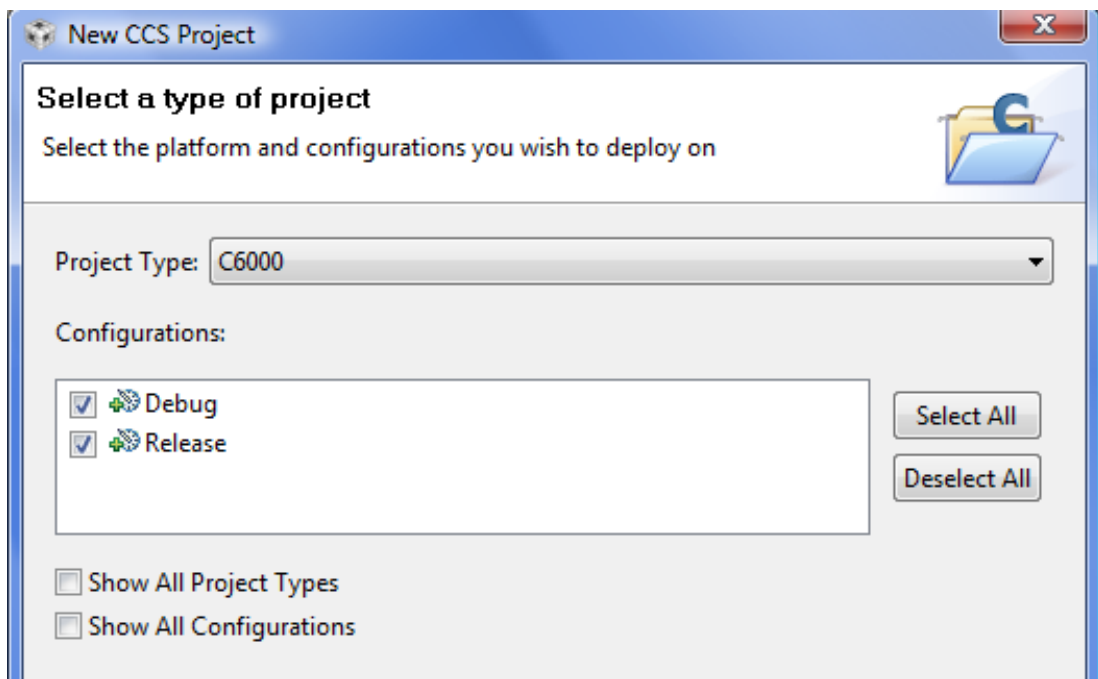 New CCS Project
Select a type of project
Select the platform and configurations you wish to deploy on
Project Type: C6000
Configurations:
Debug
Release
Select All
Deselect All
Show All Project Types
Show All Configurations